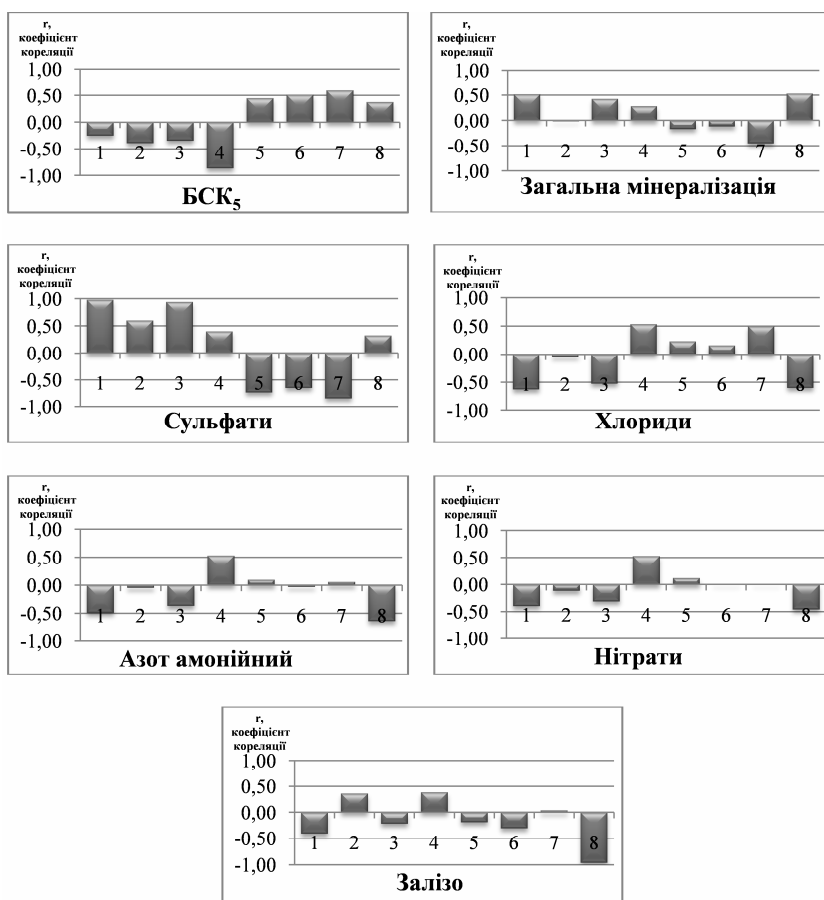 r,
коефіцієнт
кореляції
1,00
0,50
0,00
-0,50
-1,00
1 2 3 4 5 6 7 8
БСК5
r,
коефіцієнт
кореляції
1,00
0,50
0,00
-0,50
-1,00
1 2 3 4 5 6 7 8
Загальна мінералізація
r,
коефіцієнт
кореляції
1,00
0,50
0,00
-0,50
-1,00
1 2 3 4 5 6 7 8
Сульфати
r,
коефіцієнт
кореляції
1,00
0,50
0,00
-0,50
-1,00
1 2 3 4 5 6 7 8
Хлориди
r,
коефіцієнт
кореляції
1,00
0,50
0,00
-0,50
-1,00
1 2 3 4 5 6 7 8
Азот амонійний
r,
коефіцієнт
кореляції
1,00
0,50
0,00
-0,50
-1,00
1 2 3 4 5 6 7 8
Нітрати
r,
коефіцієнт
кореляції
1,00
0,50
0,00
-0,50
-1,00
1 2 3 4 5 6 7 8
Залізо